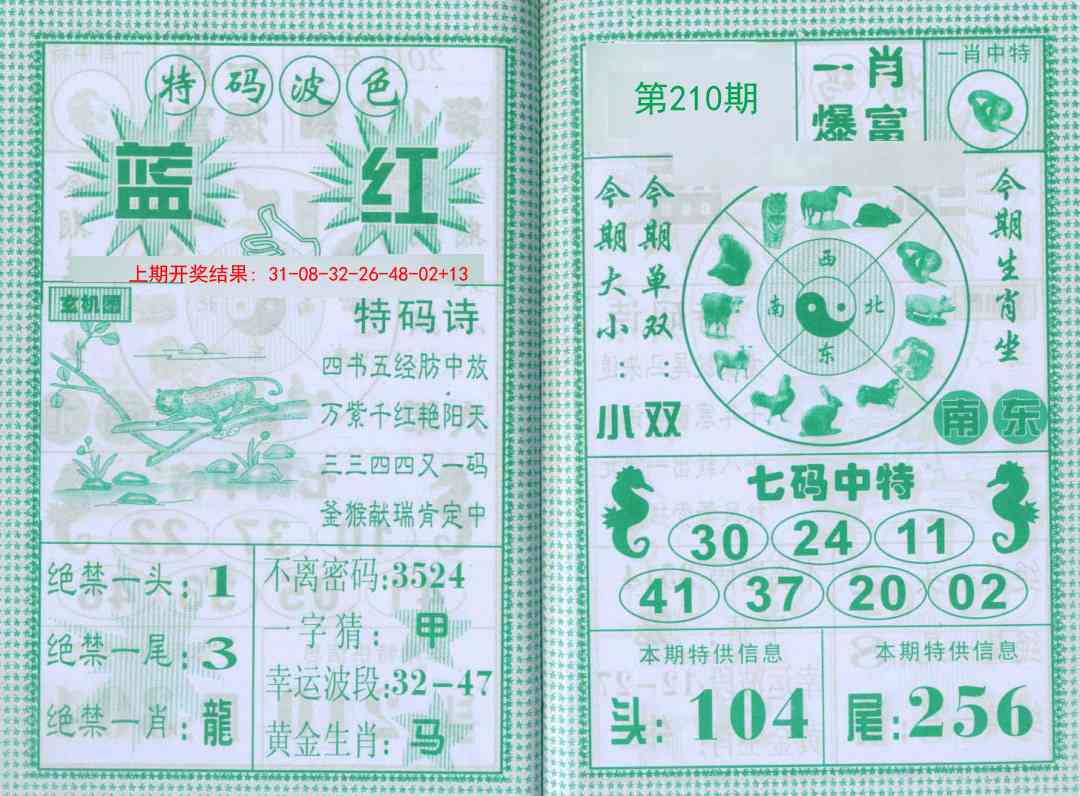 特码波色
蓝 红
上期开奖结果：31-08-32-26-48-02+13
玄机图
特码诗
四书五经肪中放
万紫千红艳阳天
三三四四又一码
釜猴献瑞肯定中
绝禁一头：1
绝禁一尾：3
绝禁一肖：龍
不离密码：3524
一字猜：甲
幸运波段：32-47
黄金生肖：马
第210期
一肖
爆富
一肖中特
今期大小：小
今期单双：双
西
南 北
东
今期生肖坐
南东
七码中特
30 24 11
41 37 20 02
本期特供信息
头：104
本期特供信息
尾：256